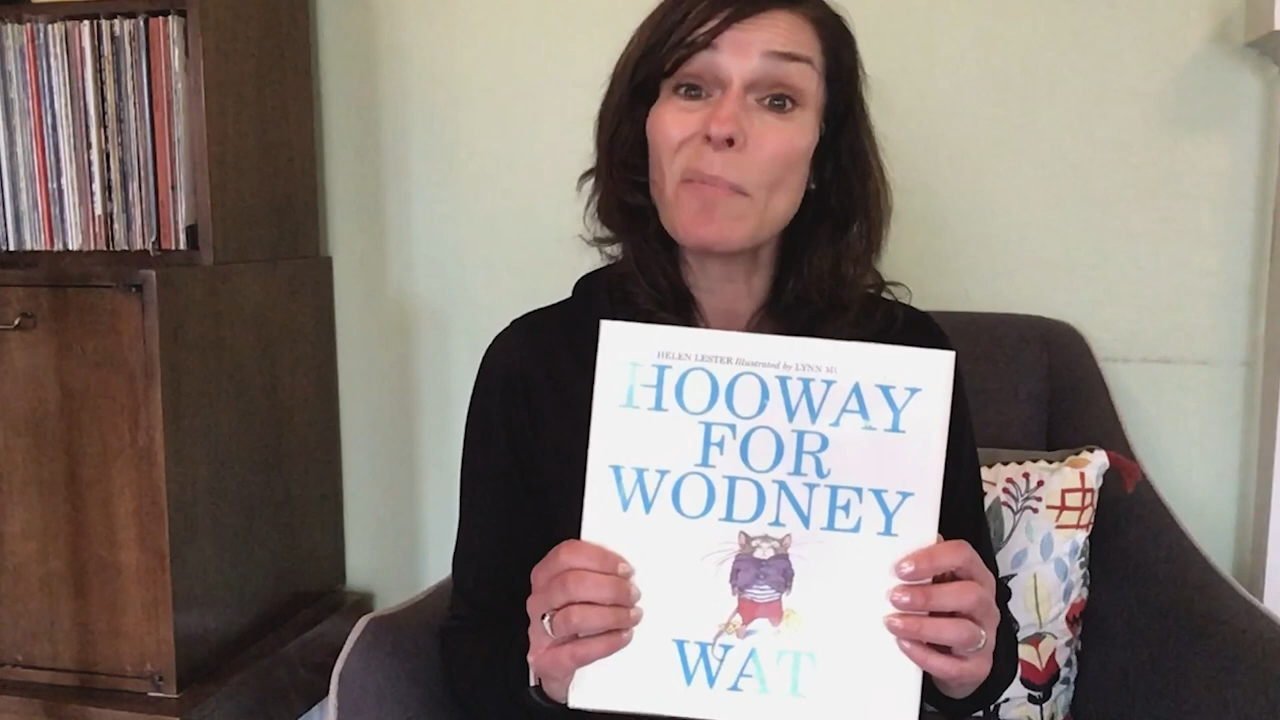 HELEN LESTER Illustrated by LYNN
HOOWAY
FOR
WODNEY
WAT